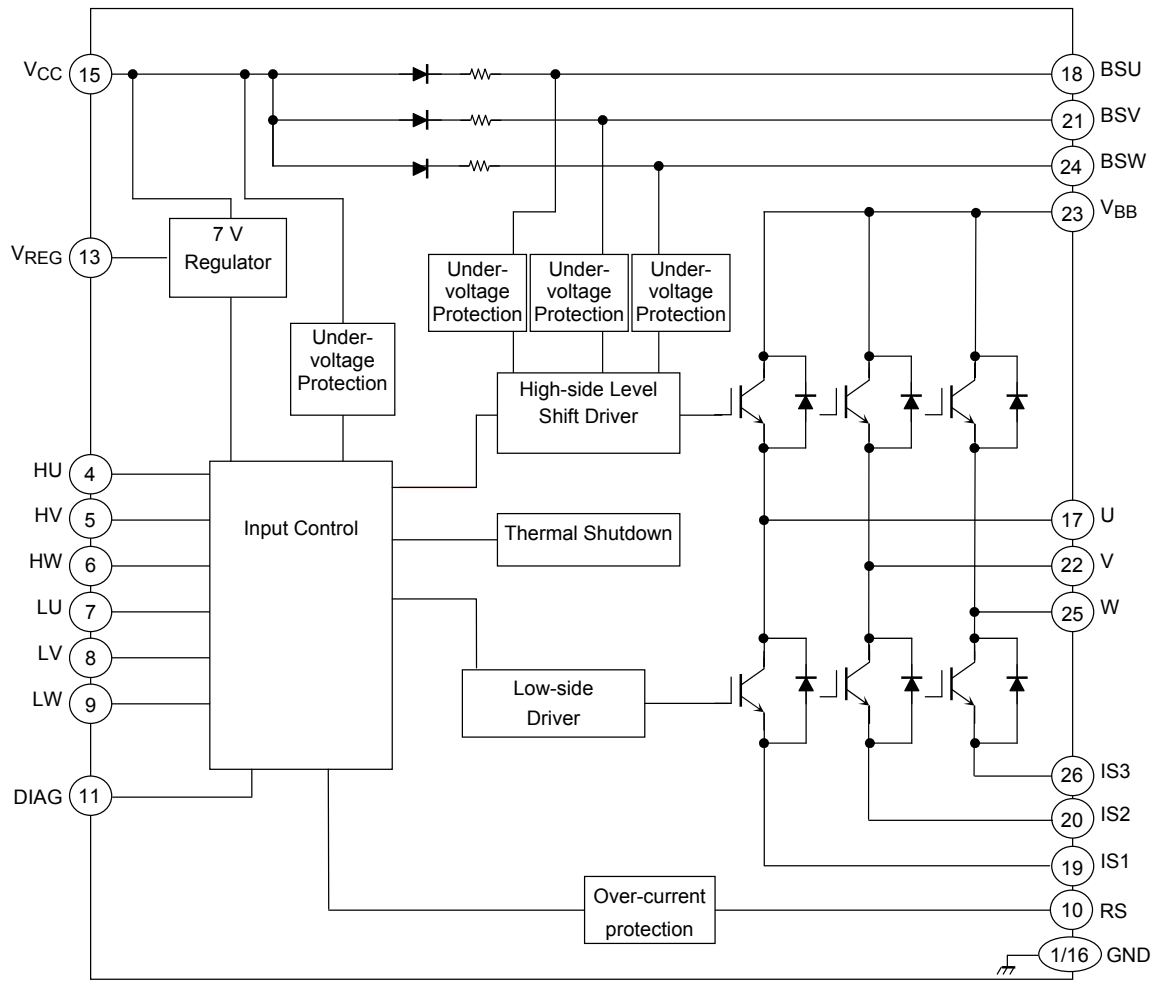 VCC 15
18 BSU
21 BSV
24 BSW
23 VBB
7 V
Regulator
VREG 13
Under-
voltage
Protection
Under-
voltage
Protection
Under-
voltage
Protection
Under-
voltage
Protection
High-side Level
Shift Driver
HU 4
HV 5
HW 6
LU 7
LV 8
LW 9
DIAG 11
Input Control
Thermal Shutdown
Low-side
Driver
17 U
22 V
25 W
26 IS3
20 IS2
19 IS1
Over-current
protection
10 RS
1/16 GND